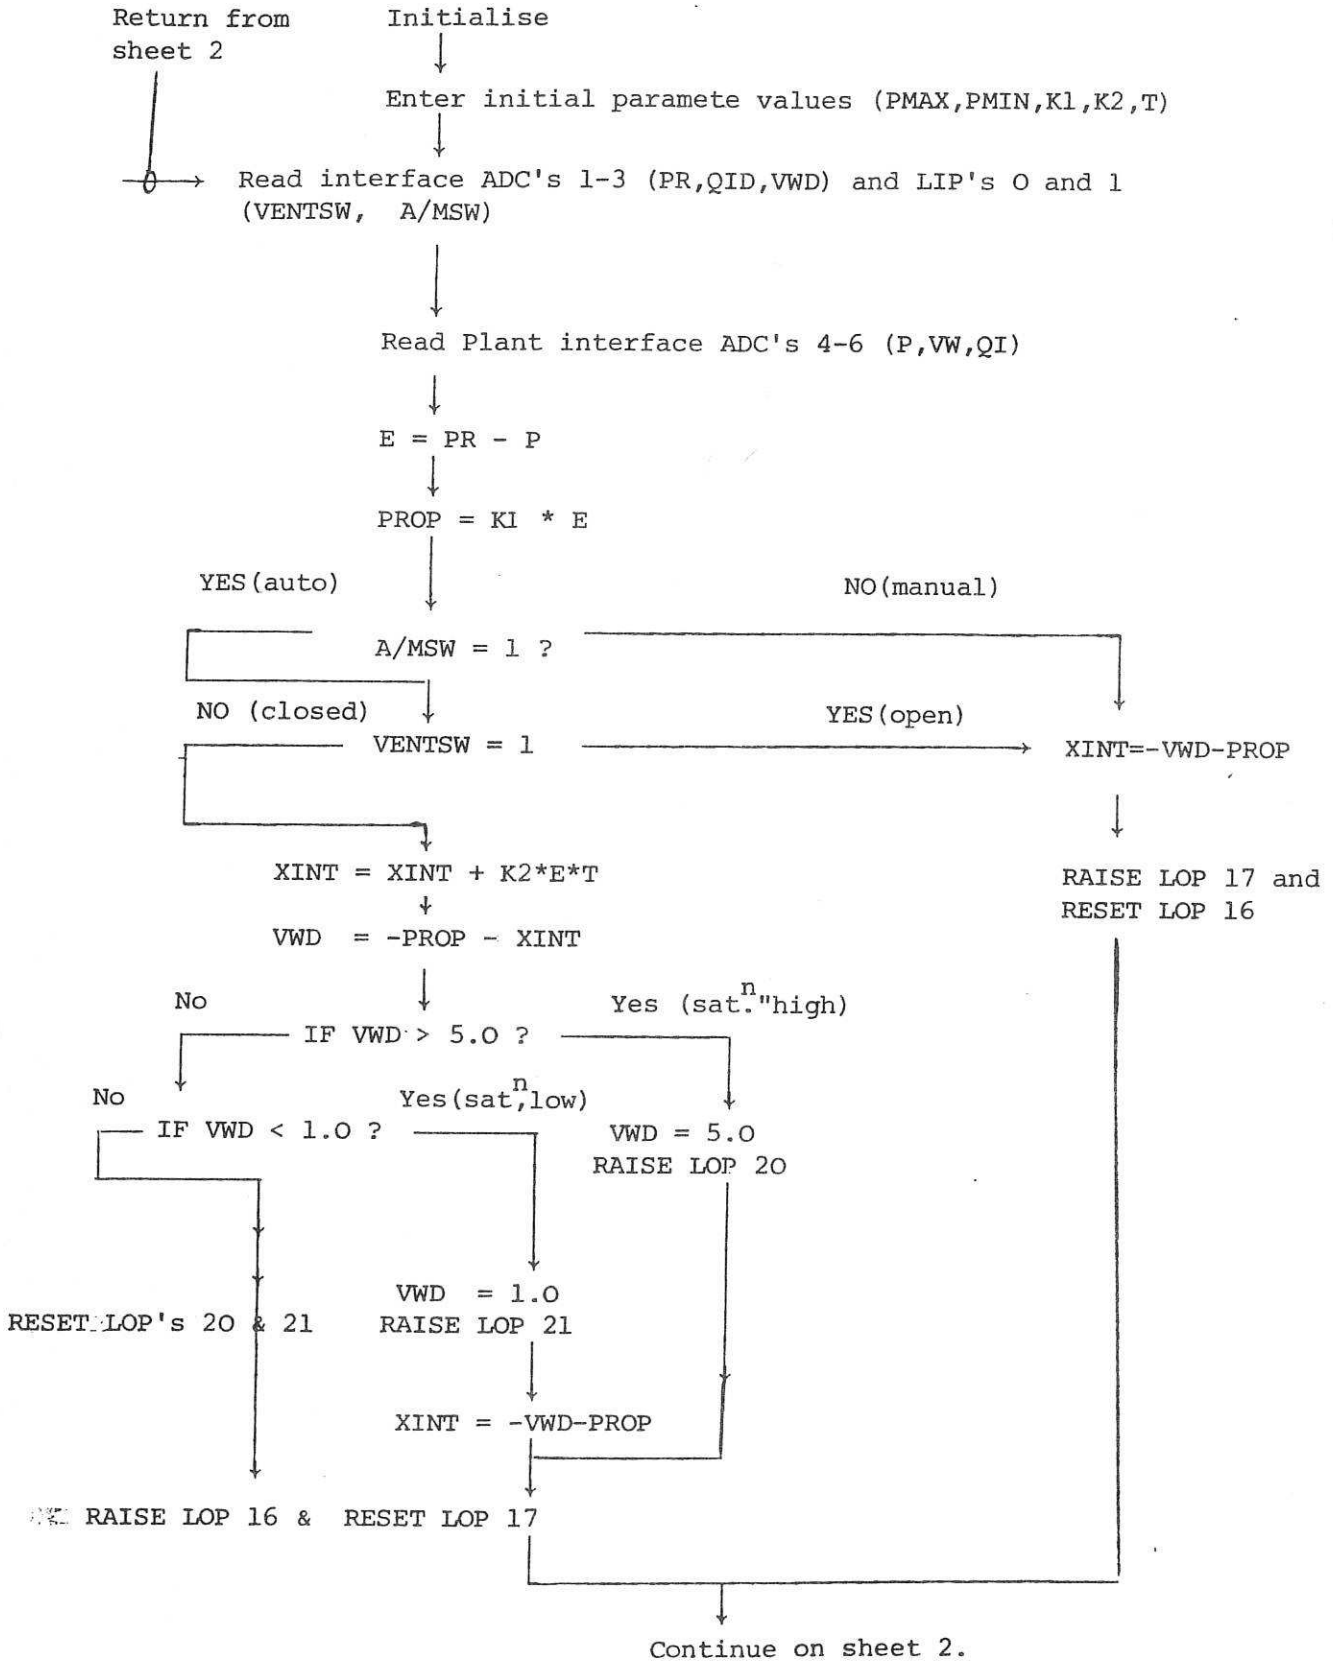 Return from
sheet 2
Initialise
Enter initial paramete values (PMAX,PMIN,K1,K2,T)
Read interface ADC's 1-3 (PR,QID,VWD) and LIP's 0 and 1
(VENTSW, A/MSW)
Read Plant interface ADC's 4-6 (P,VW,QI)
E = PR - P
PROP = KI * E
YES(auto)
NO(manual)
A/MSW = 1 ?
NO (closed)
YES(open)
VENTSW = 1
XINT=-VWD-PROP
XINT = XINT + K2*E*T
RAISE LOP 17 and
RESET LOP 16
VWD = -PROP - XINT
No
Yes (sat.n"high)
IF VWD > 5.0 ?
No
Yes(satn,low)
IF VWD < 1.0 ?
VWD = 5.0
RAISE LOP 20
VWD = 1.0
RESET LOP's 20 & 21
RAISE LOP 21
XINT = -VWD-PROP
RAISE LOP 16 & RESET LOP 17
Continue on sheet 2.